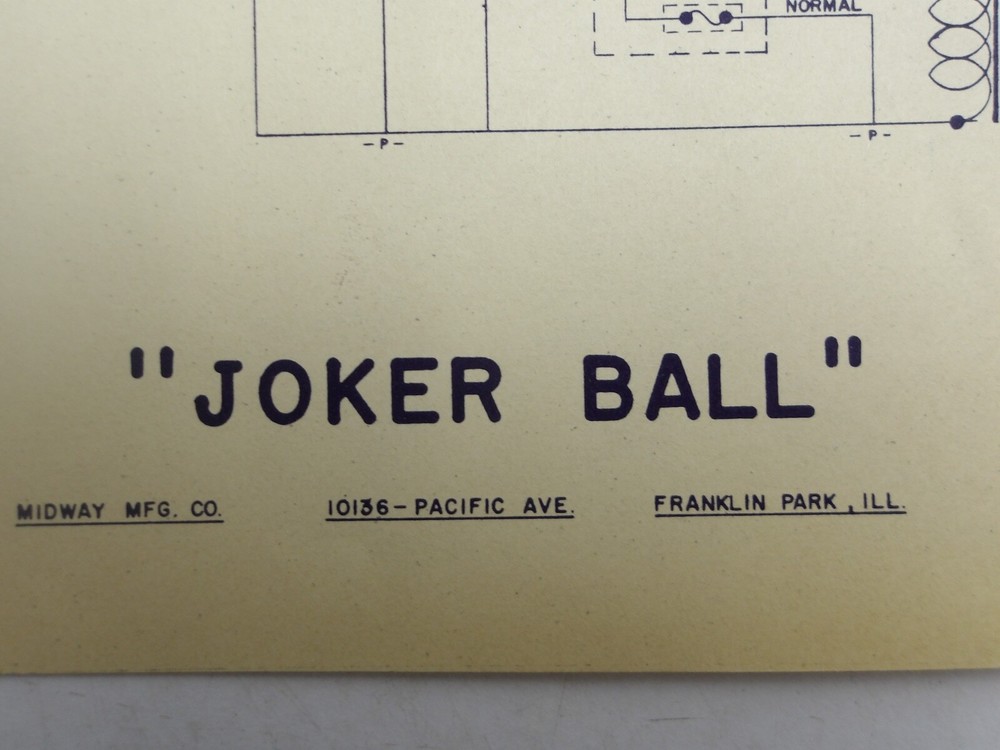 NORMAL
-P- -P-
"JOKER BALL"
MIDWAY MFG. CO. 10136-PACIFIC AVE. FRANKLIN PARK, ILL.